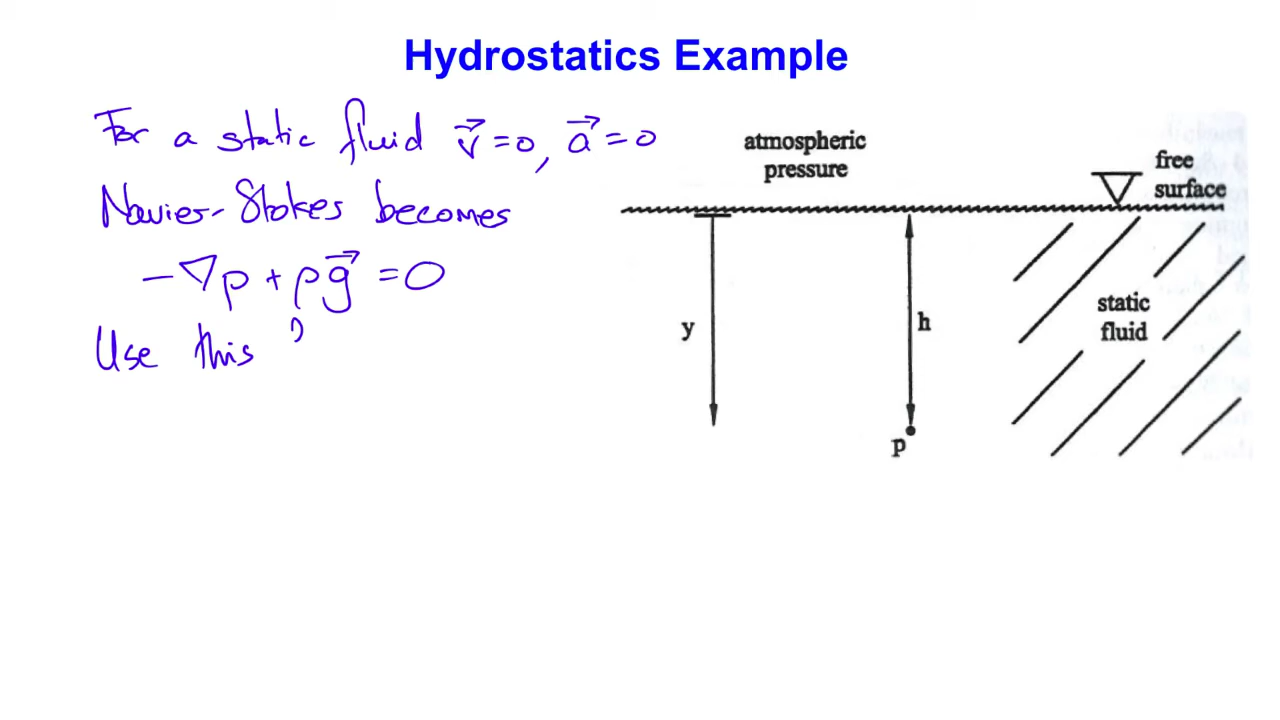 Hydrostatics Example
For a static fluid v⃗ = 0, a⃗ = 0
Navier-Stokes becomes
-∇p + ρg⃗ = 0
Use this
atmospheric
pressure
free
surface
y
h
static
fluid
p